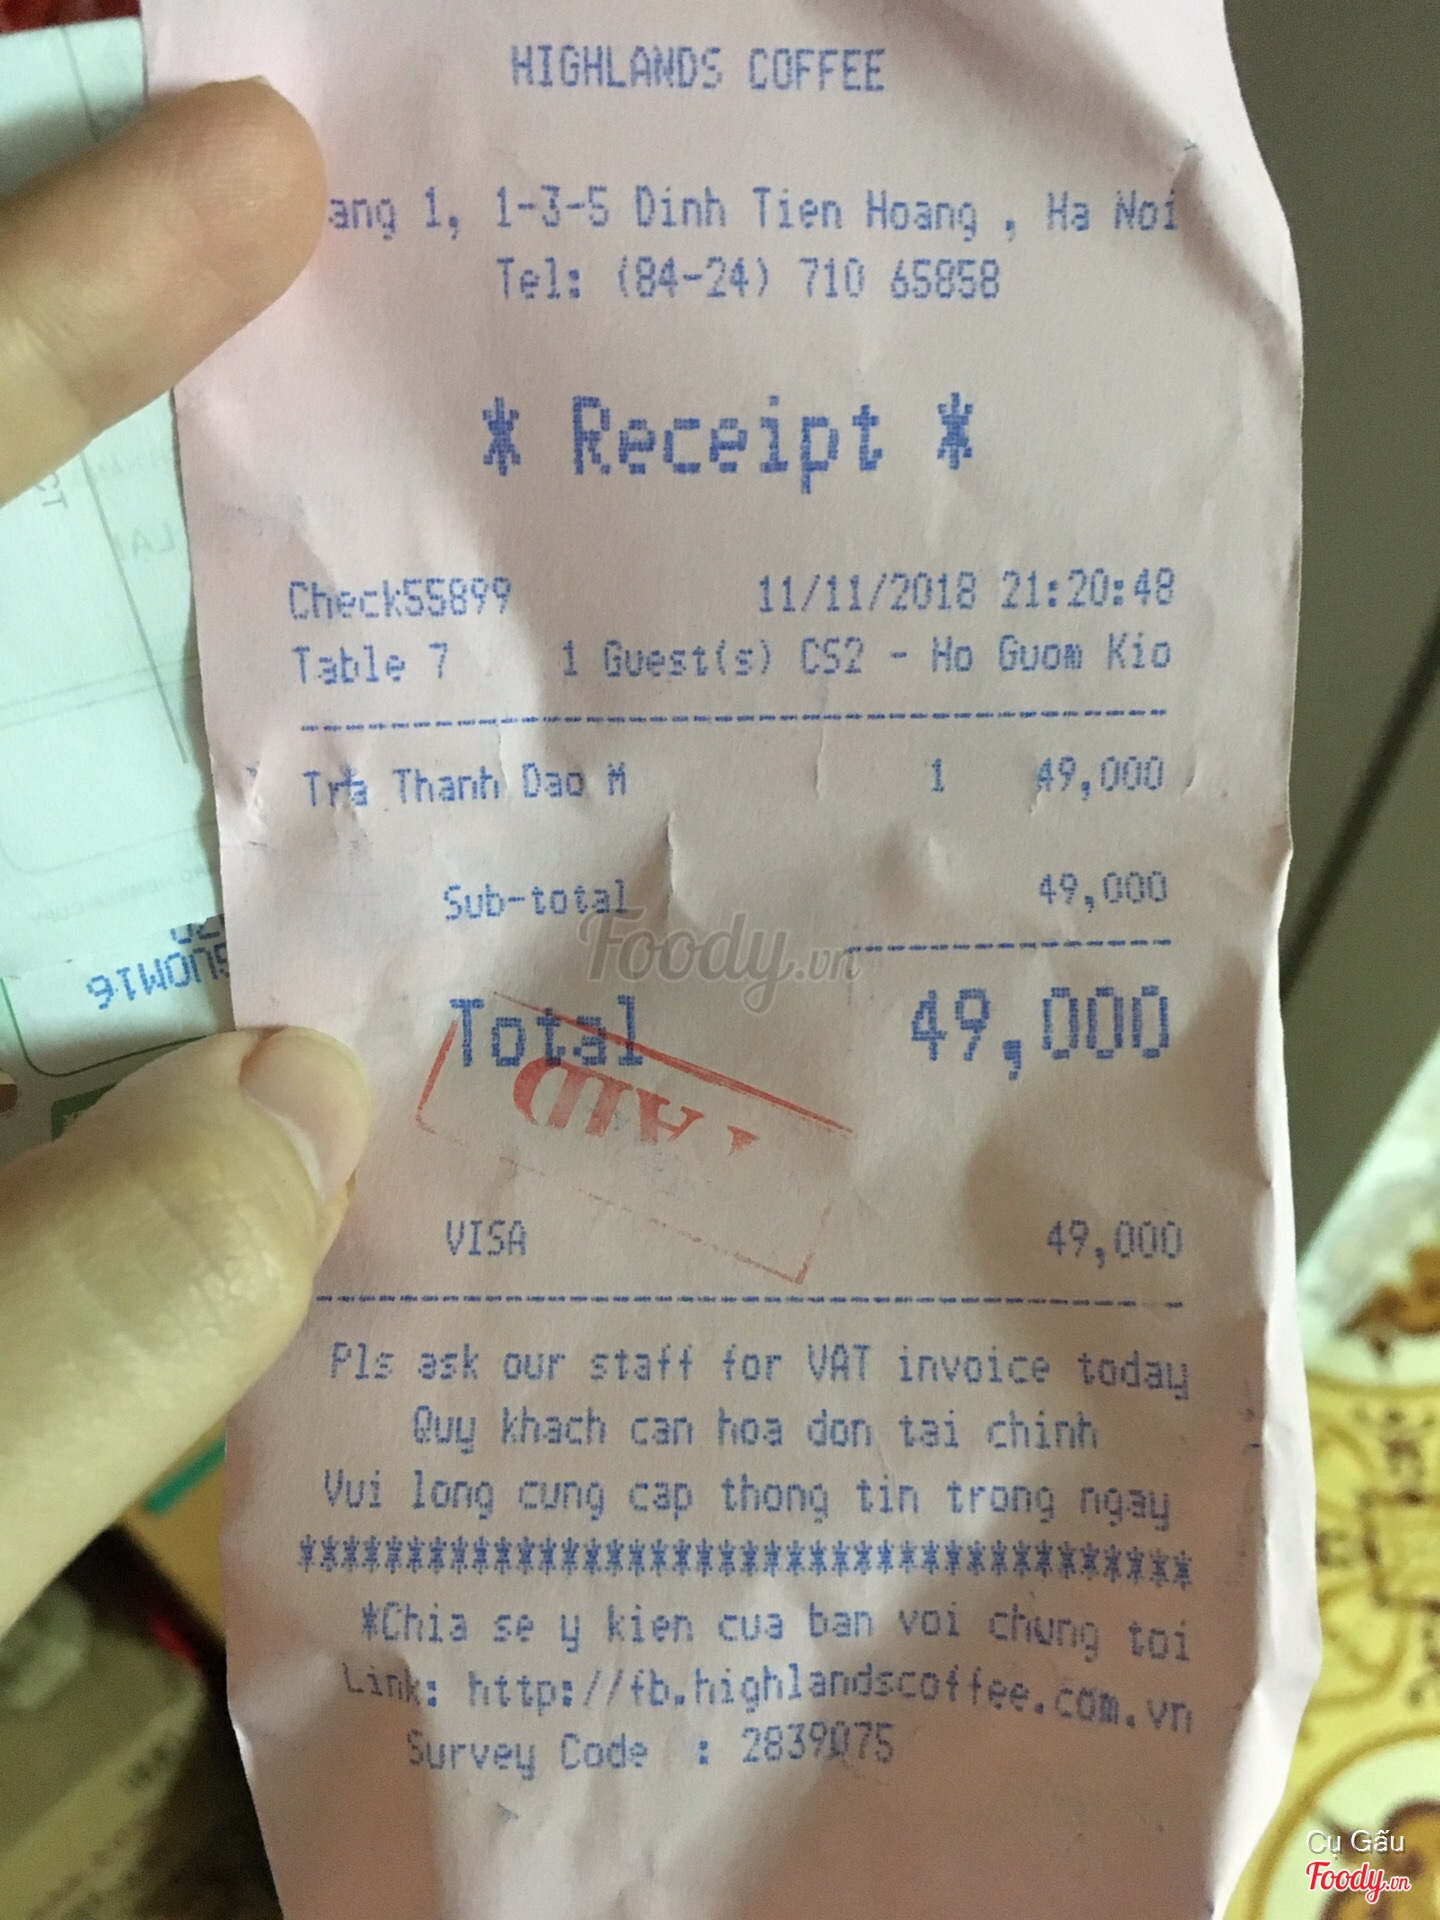 HIGHLANDS COFFEE
ang 1, 1-3-5 Dinh Tien Hoang , Ha Noi
Tel: (84-24) 710 65858
* Receipt *
Check55899 11/11/2018 21:20:48
Table 7 1 Guest(s) CS2 - Ho Guom Kio
Tra Thanh Dao M 1 49,000
Sub-total 49,000
Foody.vn
Total 49,000
PAID
VISA 49,000
Pls ask our staff for VAT invoice today
Quy khach can hoa don tai chinh
Vui long cung cap thong tin trong ngay
***************************************
*Chia se y kien cua ban voi chung toi
Link: http://fb.highlandscoffee.com.vn
Survey Code : 2839075
GUOM16
Cụ Gấu
Foody.vn